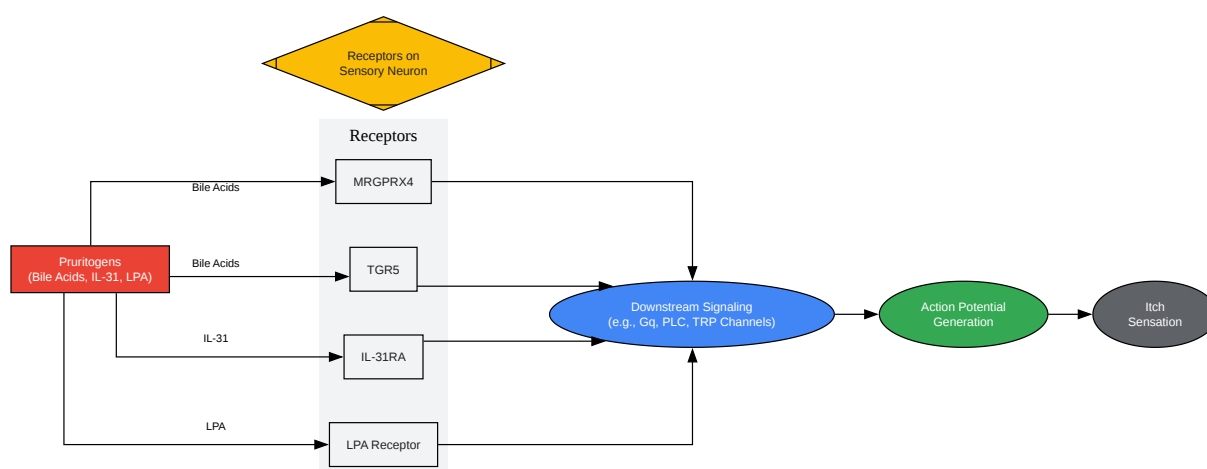 Receptors on
Sensory Neuron
Receptors
Bile Acids
MRGPRX4
Pruritogens
(Bile Acids, IL-31, LPA)
Bile Acids
TGR5
IL-31
IL-31RA
LPA
LPA Receptor
Downstream Signaling
(e.g., Gq, PLC, TRP Channels)
Action Potential
Generation
Itch
Sensation